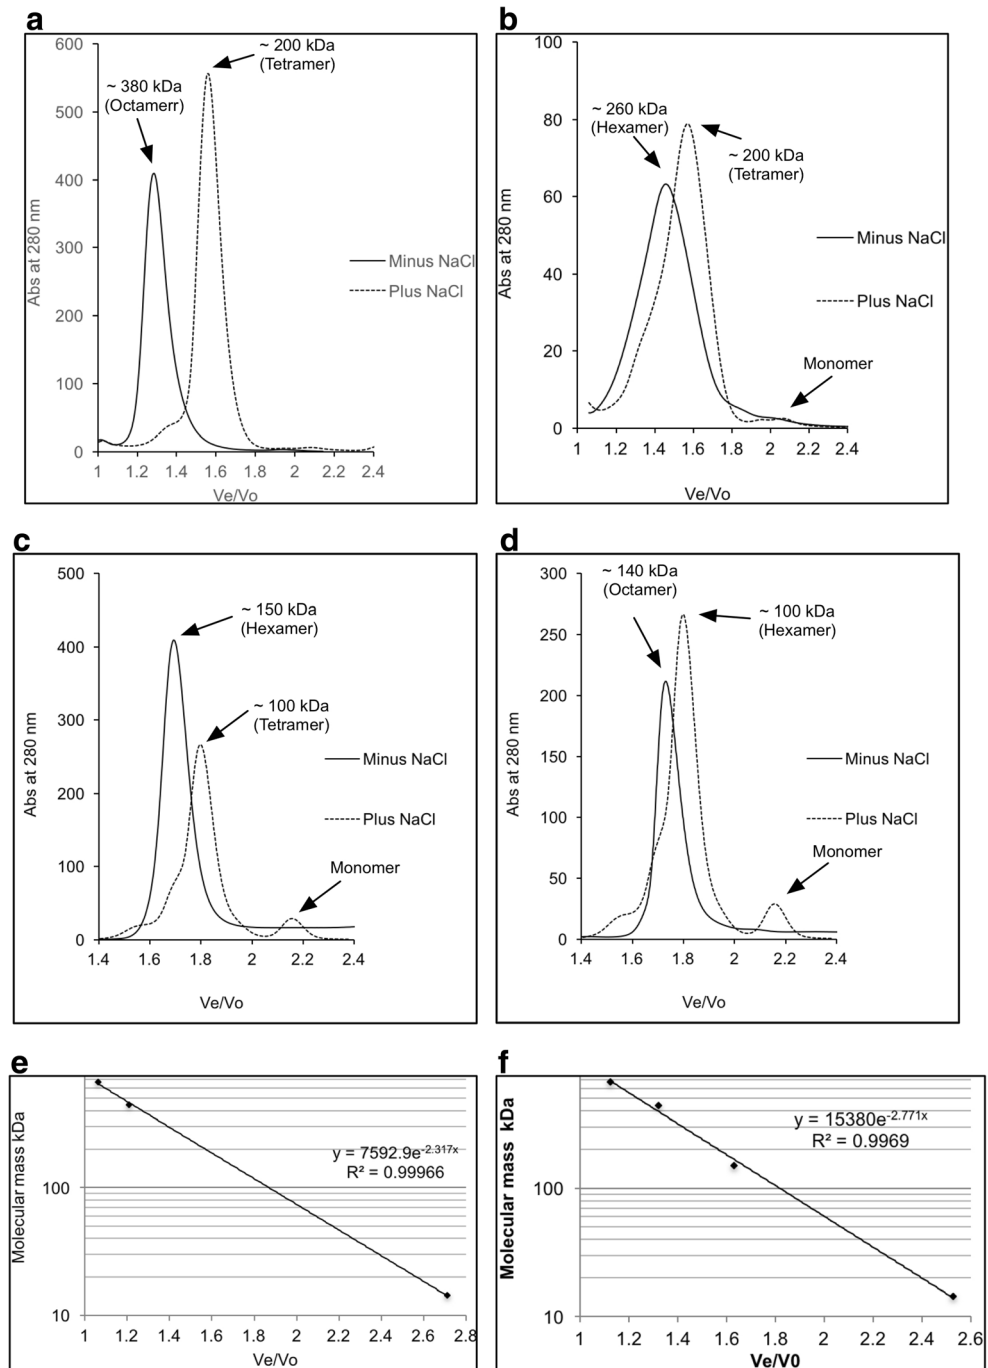 a
600
500
400
300
200
100
0
Abs at 280 nm
~ 380 kDa
(Octamerr)
~ 200 kDa
(Tetramer)
Minus NaCl
Plus NaCl
1 1.2 1.4 1.6 1.8 2 2.2 2.4
Ve/Vo
b
100
80
60
40
20
0
Abs at 280 nm
~ 260 kDa
(Hexamer)
~ 200 kDa
(Tetramer)
Minus NaCl
Plus NaCl
Monomer
1 1.2 1.4 1.6 1.8 2 2.2 2.4
Ve/Vo
c
500
400
300
200
100
0
Abs at 280 nm
~ 150 kDa
(Hexamer)
~ 100 kDa
(Tetramer)
Minus NaCl
Plus NaCl
Monomer
1.4 1.6 1.8 2 2.2 2.4
Ve/Vo
d
300
250
200
150
100
50
0
Abs at 280 nm
~ 140 kDa
(Octamer)
~ 100 kDa
(Hexamer)
Minus NaCl
Plus NaCl
Monomer
1.4 1.6 1.8 2 2.2 2.4
Ve/Vo
e
Molecular mass kDa
100
10
y = 7592.9e^-2.317x
R² = 0.99966
1 1.2 1.4 1.6 1.8 2 2.2 2.4 2.6 2.8
Ve/Vo
f
Molecular mass kDa
100
10
y = 15380e^-2.771x
R² = 0.9969
1 1.2 1.4 1.6 1.8 2 2.2 2.4 2.6
Ve/V0